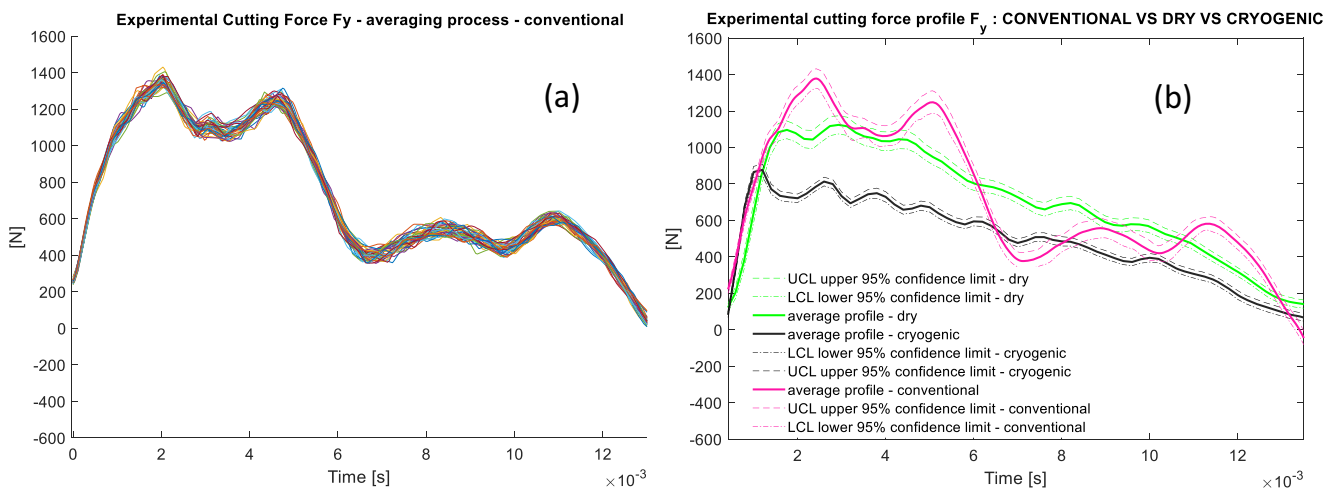 Experimental Cutting Force Fy - averaging process - conventional
1600
1400
1200
1000
800
600
400
200
0
-200
-400
-600
[N]
(a)
0
2
4
6
8
10
12
Time [s]
×10-3
Experimental cutting force profile Fy : CONVENTIONAL VS DRY VS CRYOGENIC
1600
1400
1200
1000
800
600
400
200
0
-200
-400
-600
[N]
(b)
UCL upper 95% confidence limit - dry
LCL lower 95% confidence limit - dry
average profile - dry
average profile - cryogenic
LCL lower 95% confidence limit - cryogenic
UCL upper 95% confidence limit - cryogenic
average profile - conventional
UCL upper 95% confidence limit - conventional
LCL lower 95% confidence limit - conventional
2
4
6
8
10
12
Time [s]
×10-3